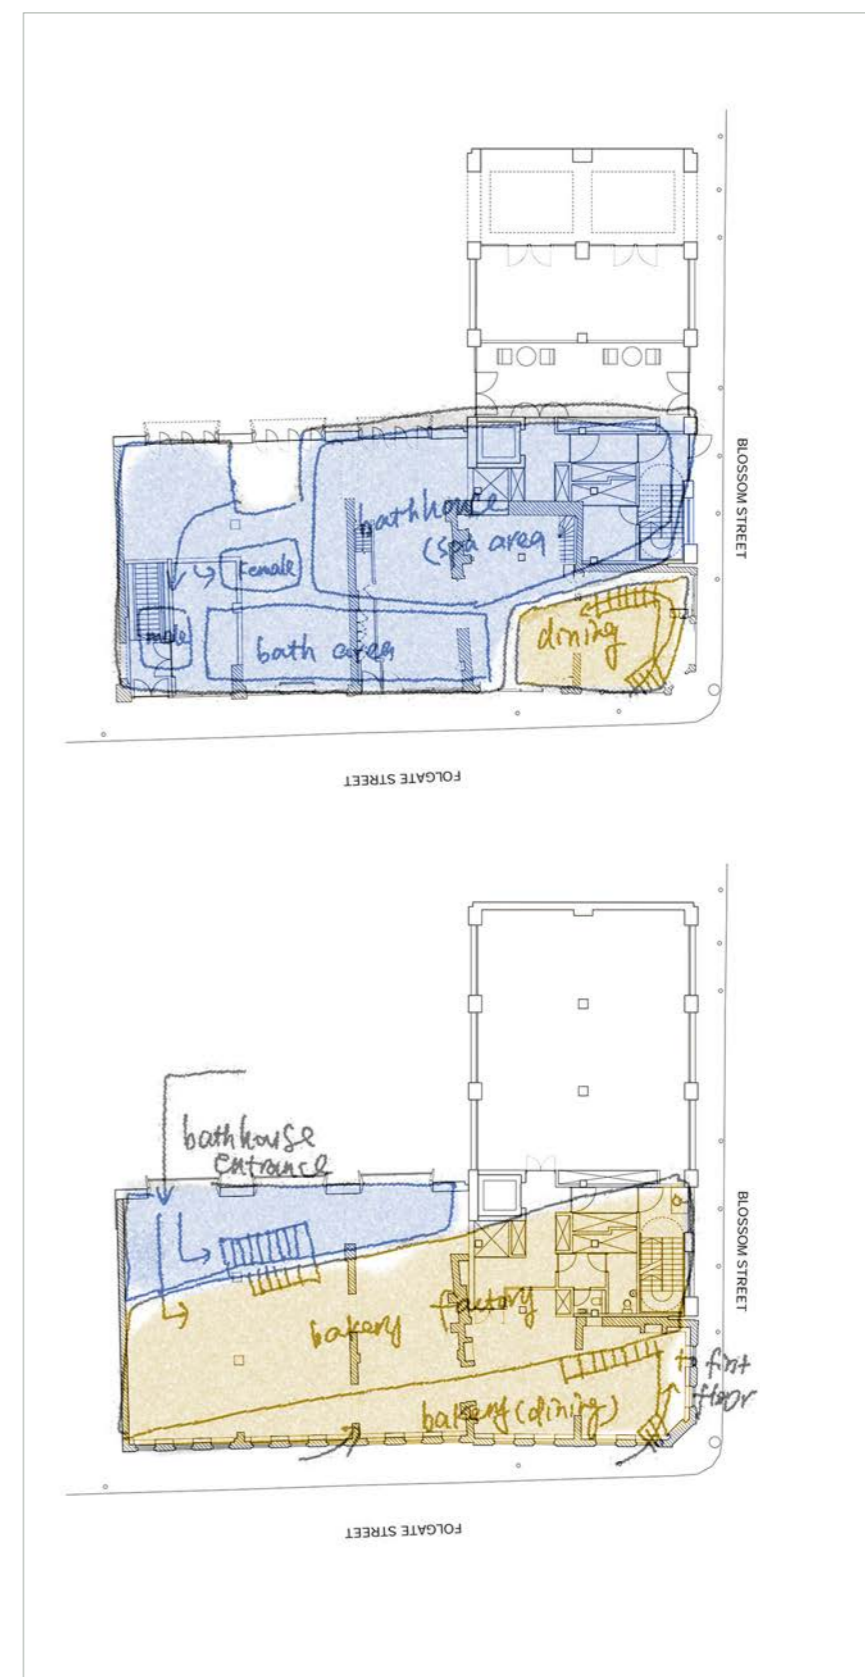 BLOSSOM STREET
bathhouse
(spa area
female
male
bath area
dining
FOLGATE STREET
bathhouse
entrance
BLOSSOM STREET
bakery factory
bakery (dining)
first
floor
FOLGATE STREET